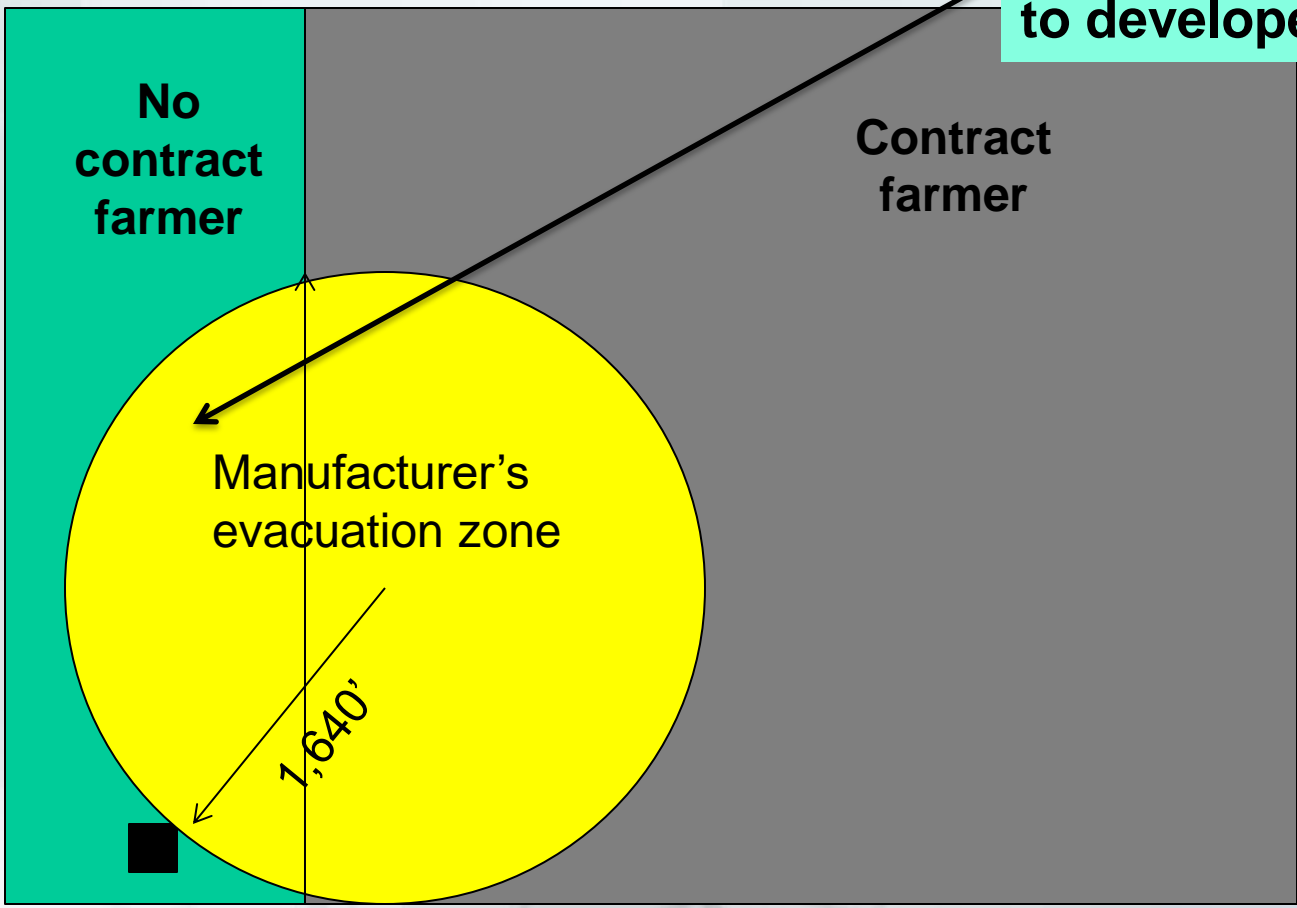 to develope
No
contract
farmer
Contract
farmer
Manufacturer’s
evacuation zone
1,640’